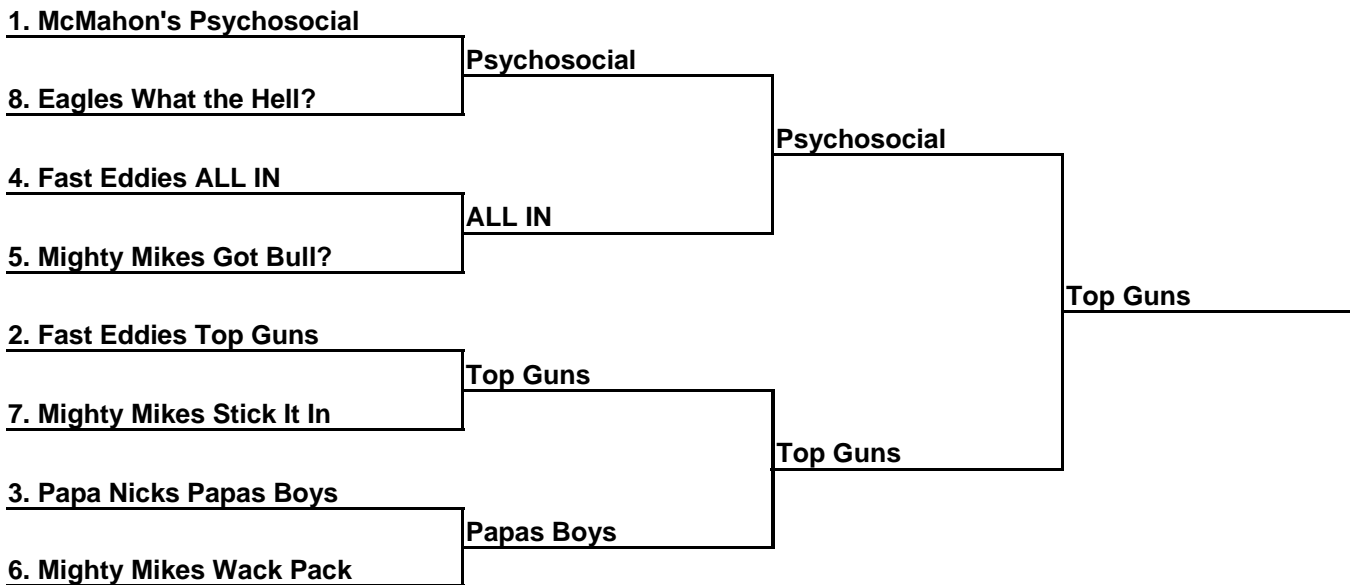 1. McMahon's Psychosocial
Psychosocial
8. Eagles What the Hell?
Psychosocial
4. Fast Eddies ALL IN
ALL IN
5. Mighty Mikes Got Bull?
Top Guns
2. Fast Eddies Top Guns
Top Guns
7. Mighty Mikes Stick It In
Top Guns
3. Papa Nicks Papas Boys
Papas Boys
6. Mighty Mikes Wack Pack